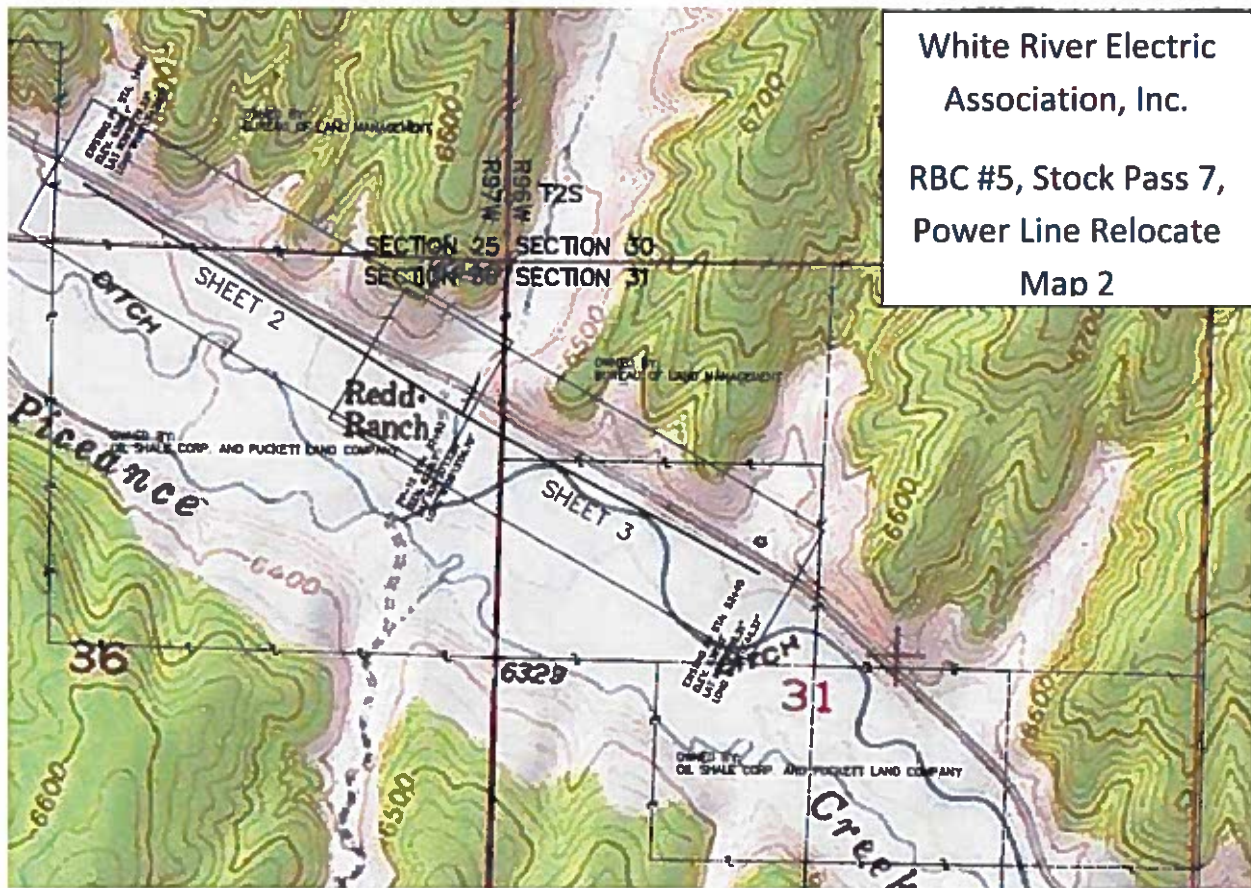 White River Electric
Association, Inc.
RBC #5, Stock Pass 7,
Power Line Relocate
Map 2
OWNED BY:
BUREAU OF LAND MANAGEMENT
6600
6700
R97W
R96W
T2S
SECTION 25 SECTION 30
SECTION SECTION 31
DITCH
SHEET 2
6500
6700
OWNED BY:
BUREAU OF LAND MANAGEMENT
Redd
Ranch
Piceance
OWNED BY:
OIL SHALE CORP. AND PUCKETT LAND COMPANY
SHEET 3
6600
6400
36
6329
DITCH
31
6600
OWNED BY:
OIL SHALE CORP. AND PUCKETT LAND COMPANY
6600
6500
Creek